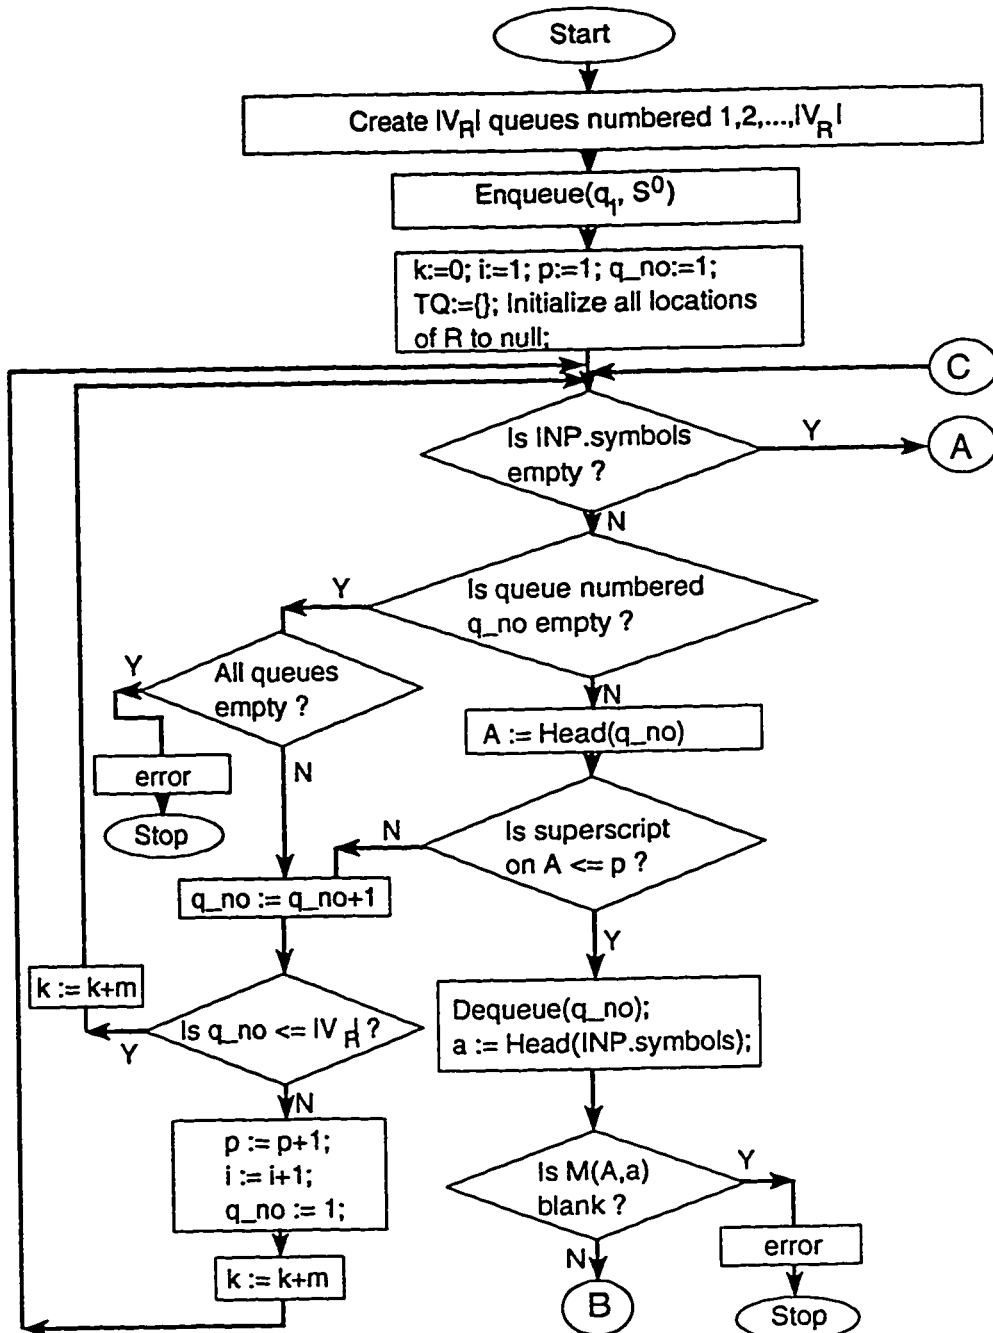 Start
Create |V_R| queues numbered 1,2,...,|V_R|
Enqueue(q_1, S^0)
k:=0; i:=1; p:=1; q_no:=1;
TQ:={}; Initialize all locations
of R to null;
C
Is INP.symbols
empty ?
Y
A
N
Is queue numbered
q_no empty ?
Y
All queues
empty ?
Y
N
A := Head(q_no)
error
N
Stop
Is superscript
on A <= p ?
N
q_no := q_no+1
Y
k := k+m
Is q_no <= |V_R| ?
Y
Dequeue(q_no);
a := Head(INP.symbols);
N
p := p+1;
i := i+1;
q_no := 1;
Is M(A,a)
blank ?
Y
error
N
k := k+m
B
Stop